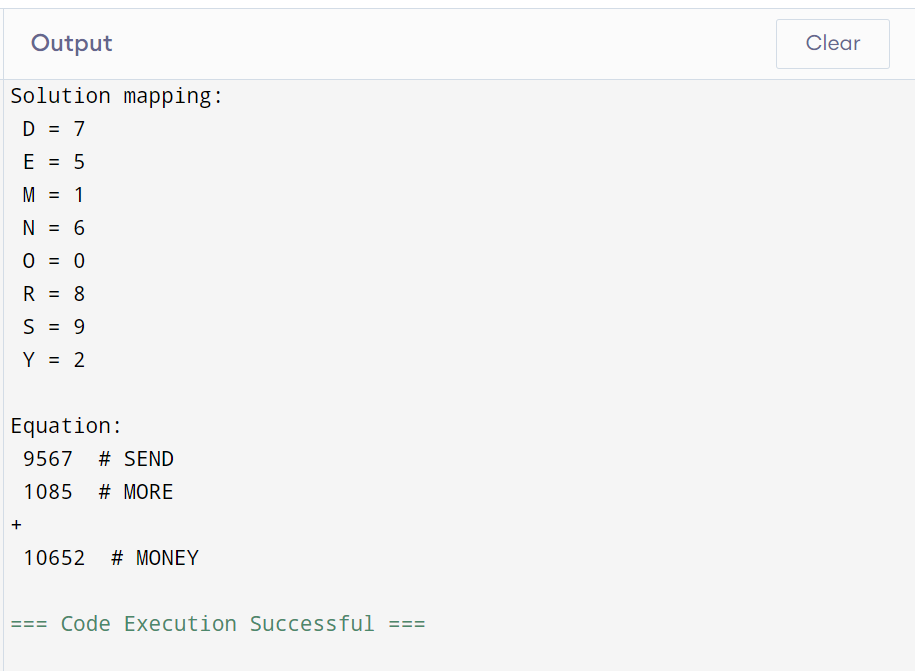 Output
Clear
Solution mapping:
D = 7
E = 5
M = 1
N = 6
O = 0
R = 8
S = 9
Y = 2
Equation:
9567  # SEND
1085  # MORE
+
10652  # MONEY
=== Code Execution Successful ===